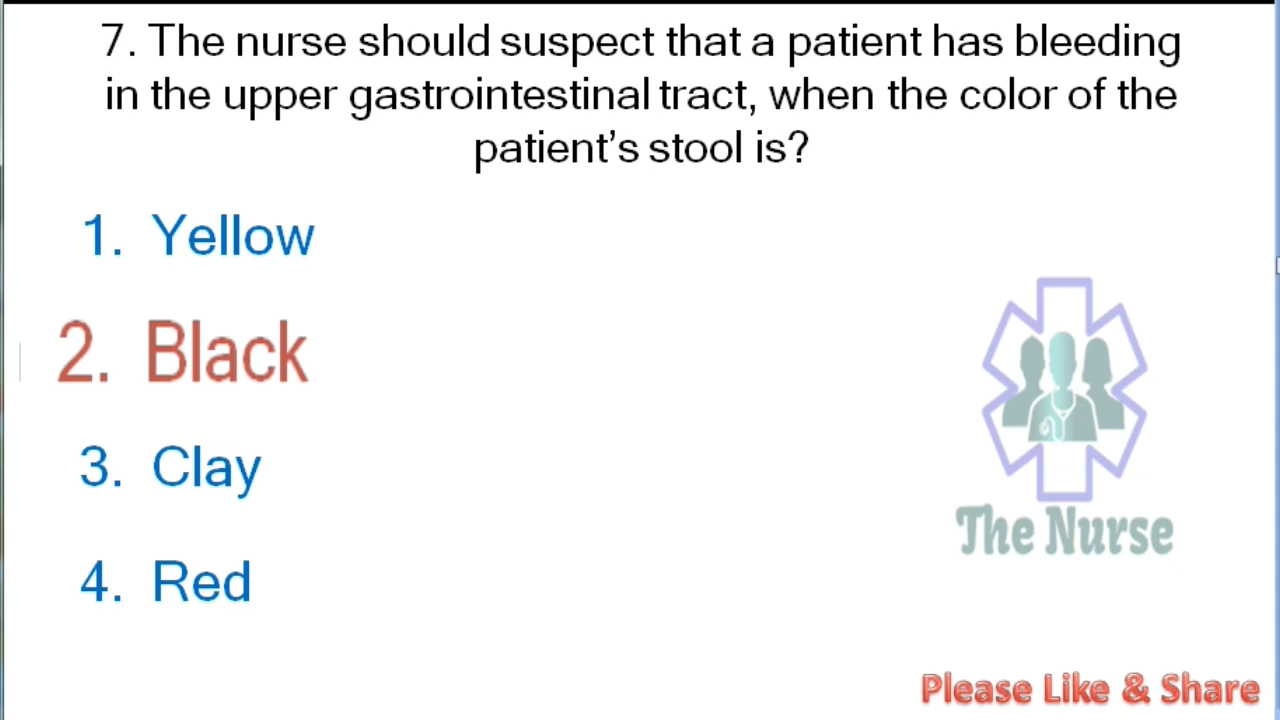 7. The nurse should suspect that a patient has bleeding
in the upper gastrointestinal tract, when the color of the
patient’s stool is?
1. Yellow
2. Black
3. Clay
4. Red
The Nurse
Please Like & Share